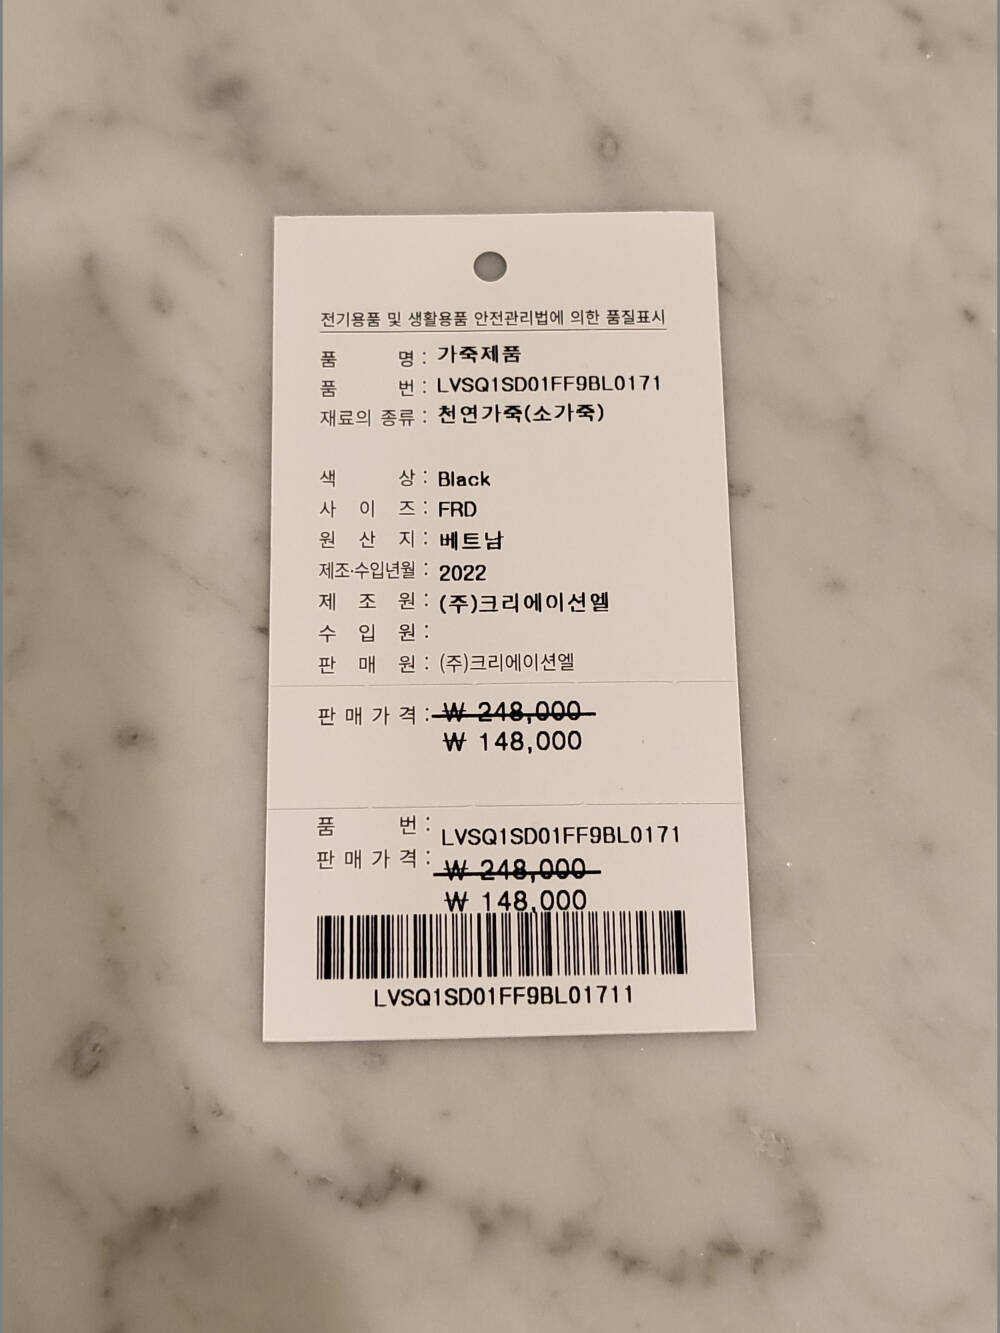 전기용품 및 생활용품 안전관리법에 의한 품질표시
품 명 : 가죽제품
품 번 : LVSQ1SD01FF9BL0171
재료의 종류 : 천연가죽(소가죽)
색 상 : Black
사 이 즈 : FRD
원 산 지 : 베트남
제조·수입년월 : 2022
제 조 원 : (주)크리에이션엘
수 입 원 :
판 매 원 : (주)크리에이션엘
판 매 가 격 : ₩ 248,000
₩ 148,000
품 번 : LVSQ1SD01FF9BL0171
판 매 가 격 : ₩ 248,000
₩ 148,000
LVSQ1SD01FF9BL01711